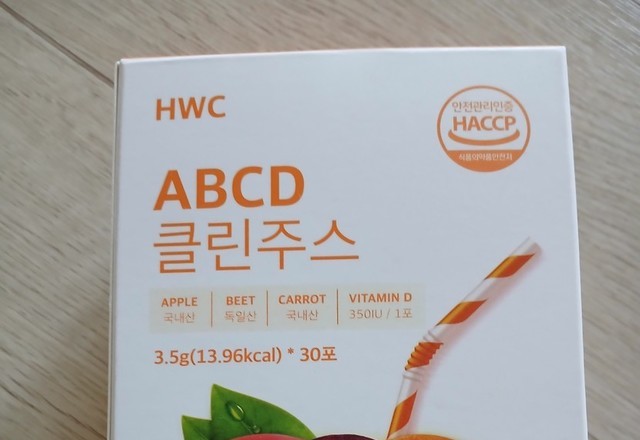 HWC
안전관리인증
HACCP
식품의약품안전처
ABCD
클린주스
APPLE BEET CARROT VITAMIN D
국내산 독일산 국내산 350IU / 1포
3.5g(13.96kcal) * 30포